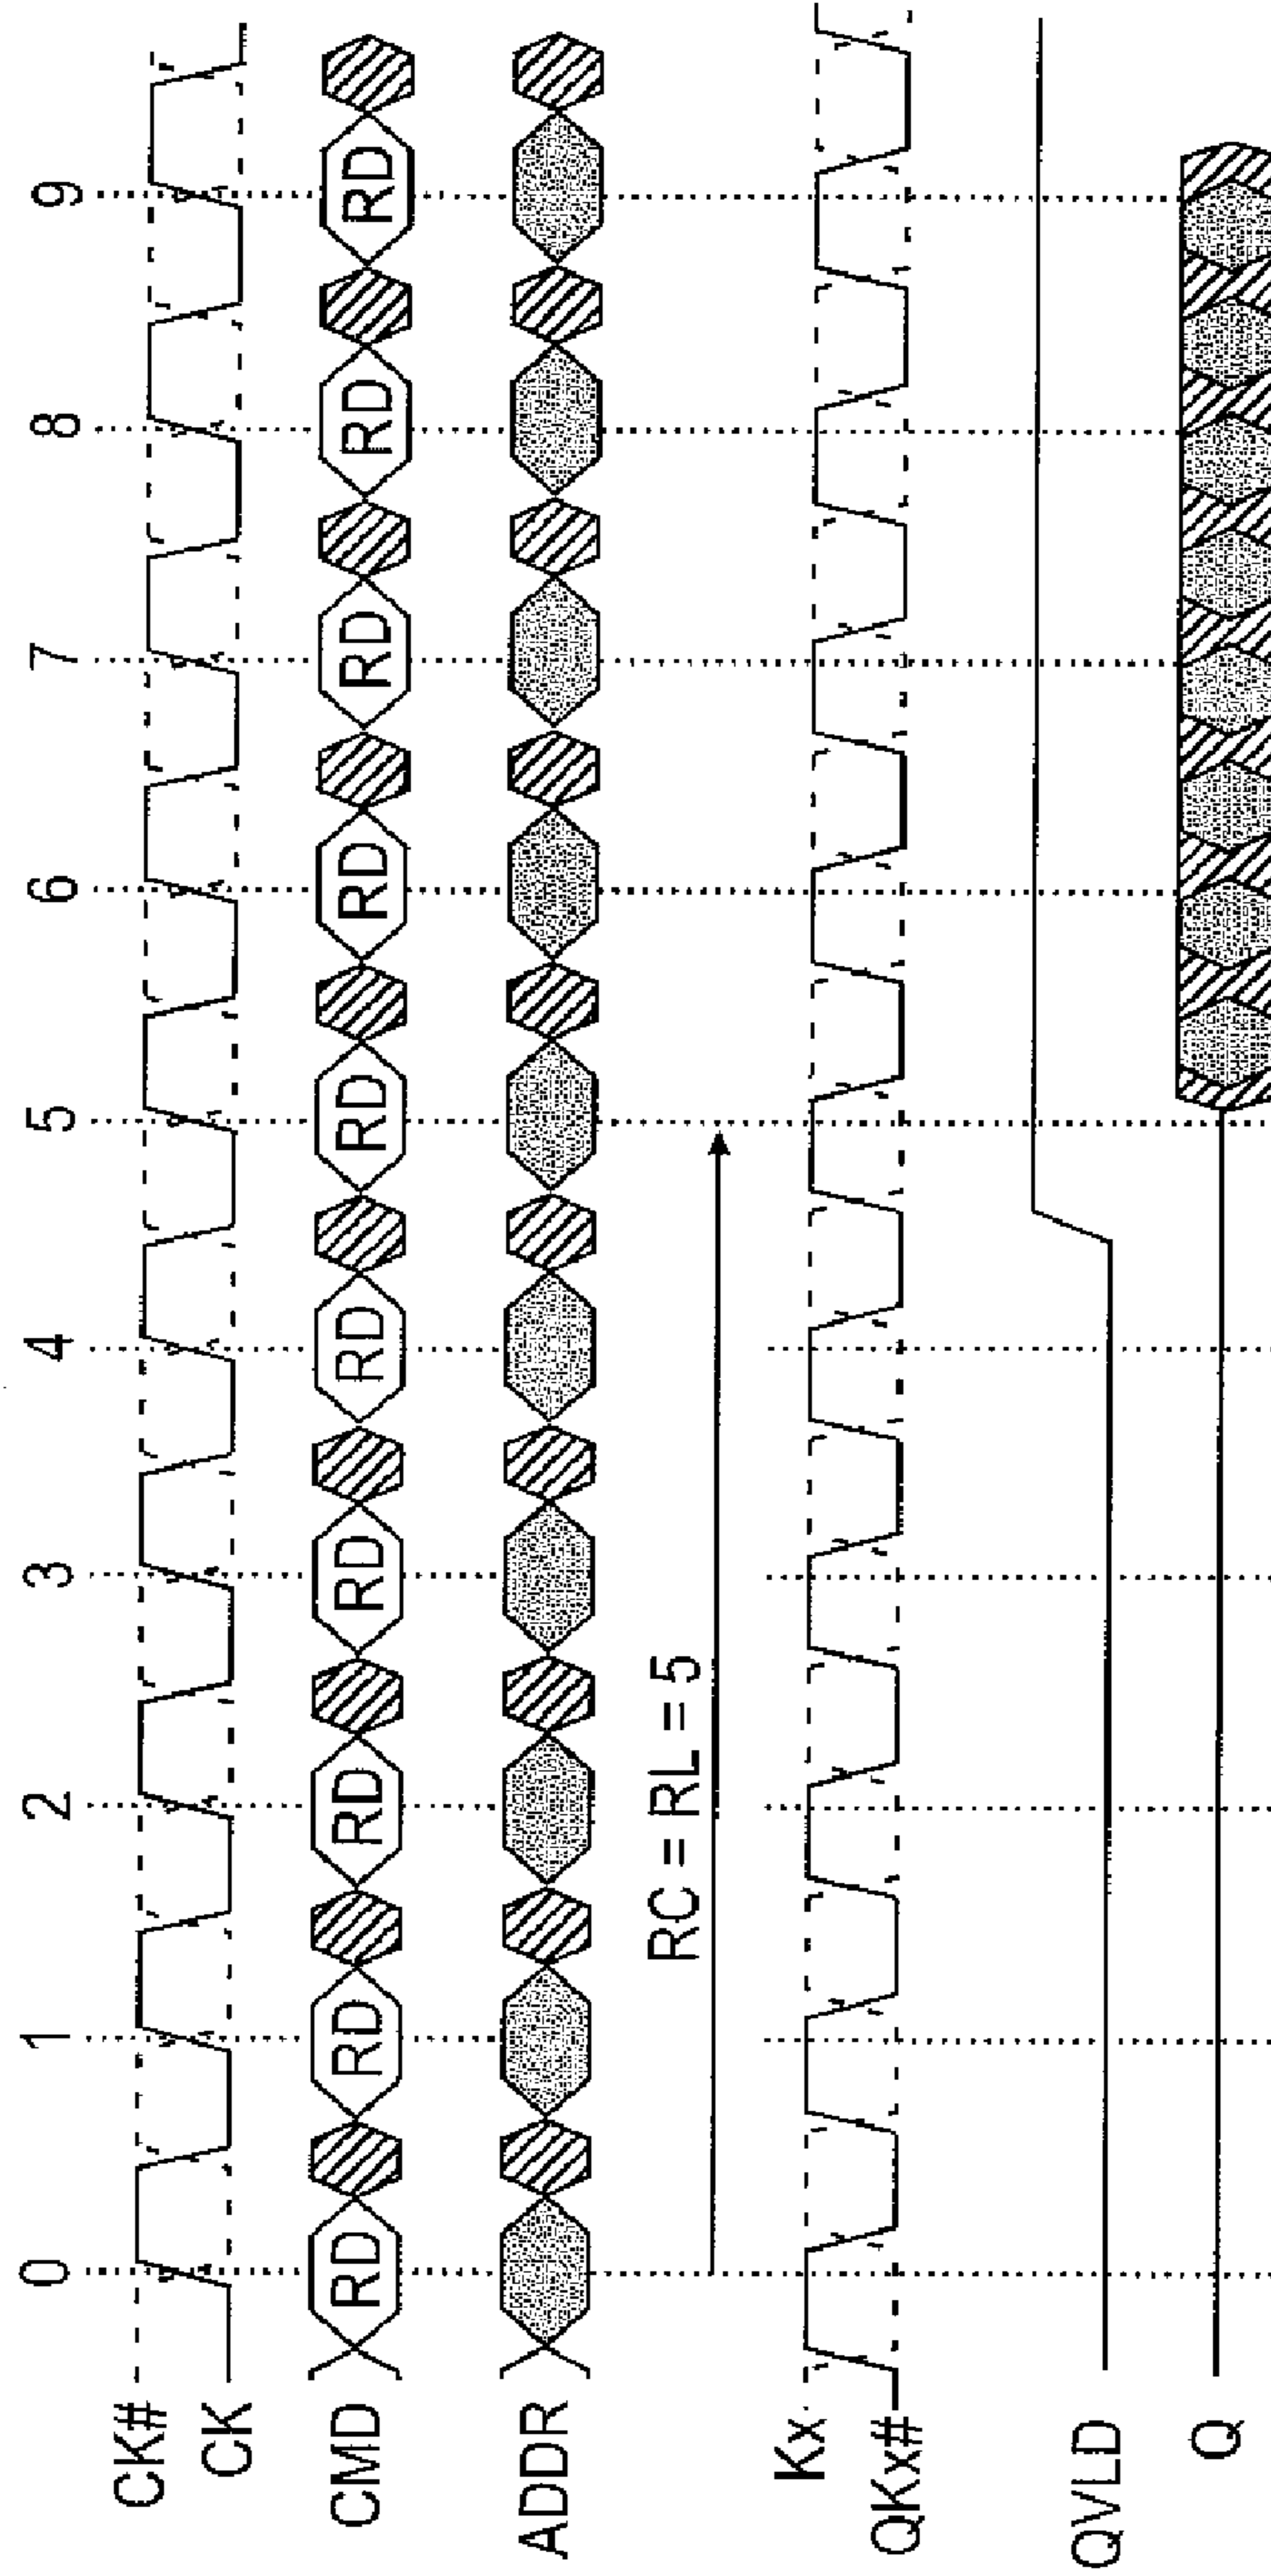 0 1 2 3 4 5 6 7 8 9
CK#
CK
CMD RD RD RD RD RD RD RD RD RD RD
ADDR
RC = RL = 5
Kx
QKx#
QVLD
Q